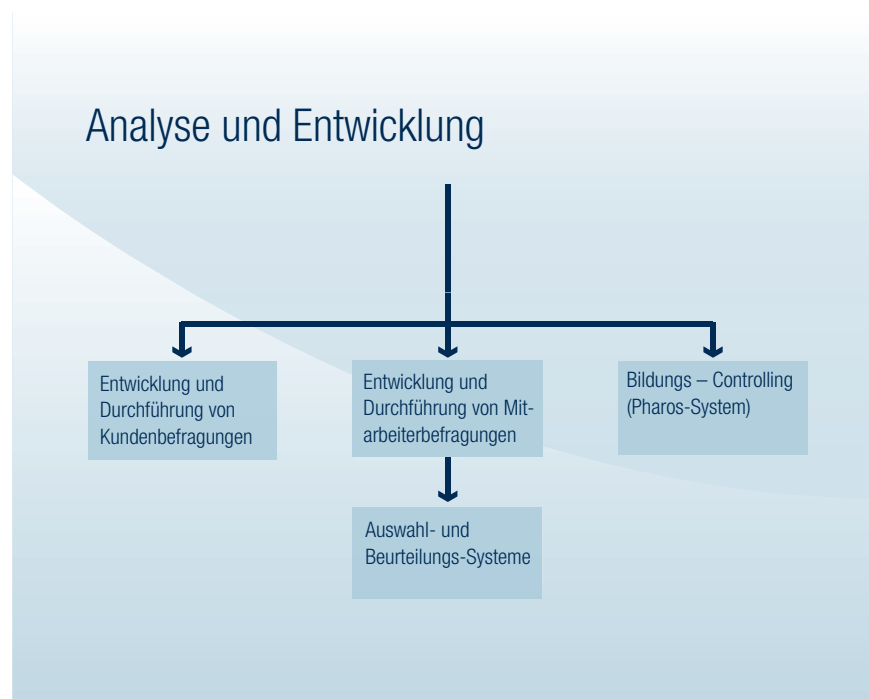 Analyse und Entwicklung
Entwicklung und
Durchführung von
Kundenbefragungen
Entwicklung und
Durchführung von Mit-
arbeiterbefragungen
Bildungs – Controlling
(Pharos-System)
Auswahl- und
Beurteilungs-Systeme